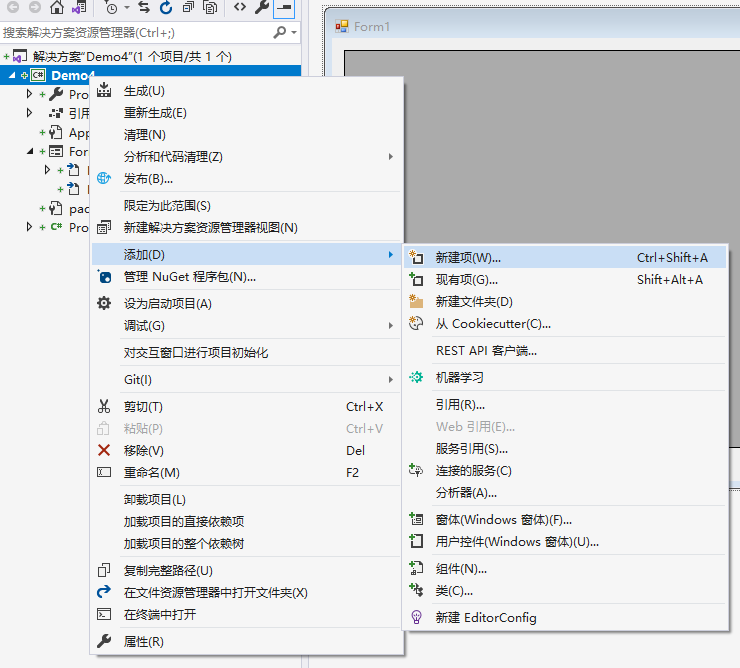 Form1
搜索解决方案资源管理器(Ctrl+;)
解决方案"Demo4"(1 个项目/共 1 个)
C# Demo4
Pro
引用
App
For
pac
C# Pro
生成(U)
重新生成(E)
清理(N)
分析和代码清理(Z)
发布(B)...
限定为此范围(S)
新建解决方案资源管理器视图(N)
添加(D)
管理 NuGet 程序包(N)...
设为启动项目(A)
调试(G)
对交互窗口进行项目初始化
Git(I)
剪切(T) Ctrl+X
粘贴(P) Ctrl+V
移除(V) Del
重命名(M) F2
卸载项目(L)
加载项目的直接依赖项
加载项目的整个依赖树
复制完整路径(U)
在文件资源管理器中打开文件夹(X)
在终端中打开
属性(R)
新建项(W)... Ctrl+Shift+A
现有项(G)... Shift+Alt+A
新建文件夹(D)
从 Cookiecutter(C)...
REST API 客户端...
机器学习
引用(R)...
Web 引用(E)...
服务引用(S)...
连接的服务(C)
分析器(A)...
窗体(Windows 窗体)(F)...
用户控件(Windows 窗体)(U)...
组件(N)...
类(C)...
新建 EditorConfig